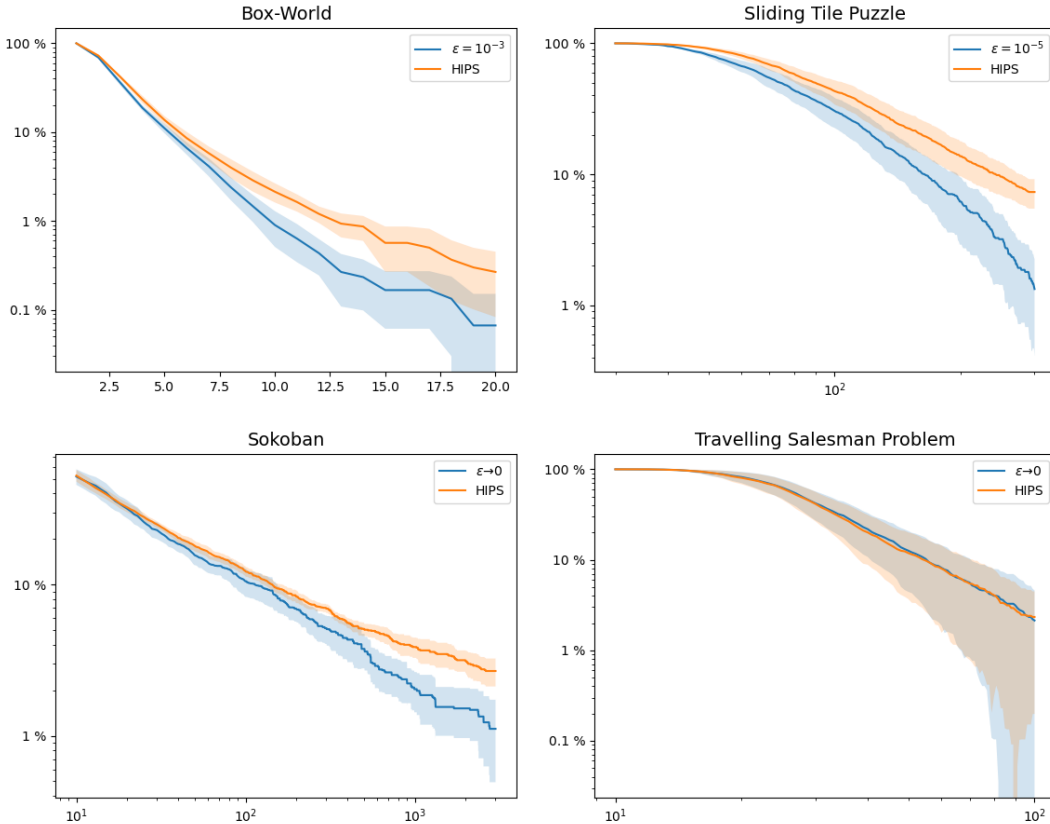 Box-World
100 %
10 %
1 %
0.1 %
ε = 10⁻³
HIPS
2.5 5.0 7.5 10.0 12.5 15.0 17.5 20.0
Sliding Tile Puzzle
100 %
10 %
1 %
ε = 10⁻⁵
HIPS
10²
Sokoban
10 %
1 %
ε→0
HIPS
10¹ 10² 10³
Travelling Salesman Problem
100 %
10 %
1 %
0.1 %
ε→0
HIPS
10¹ 10²